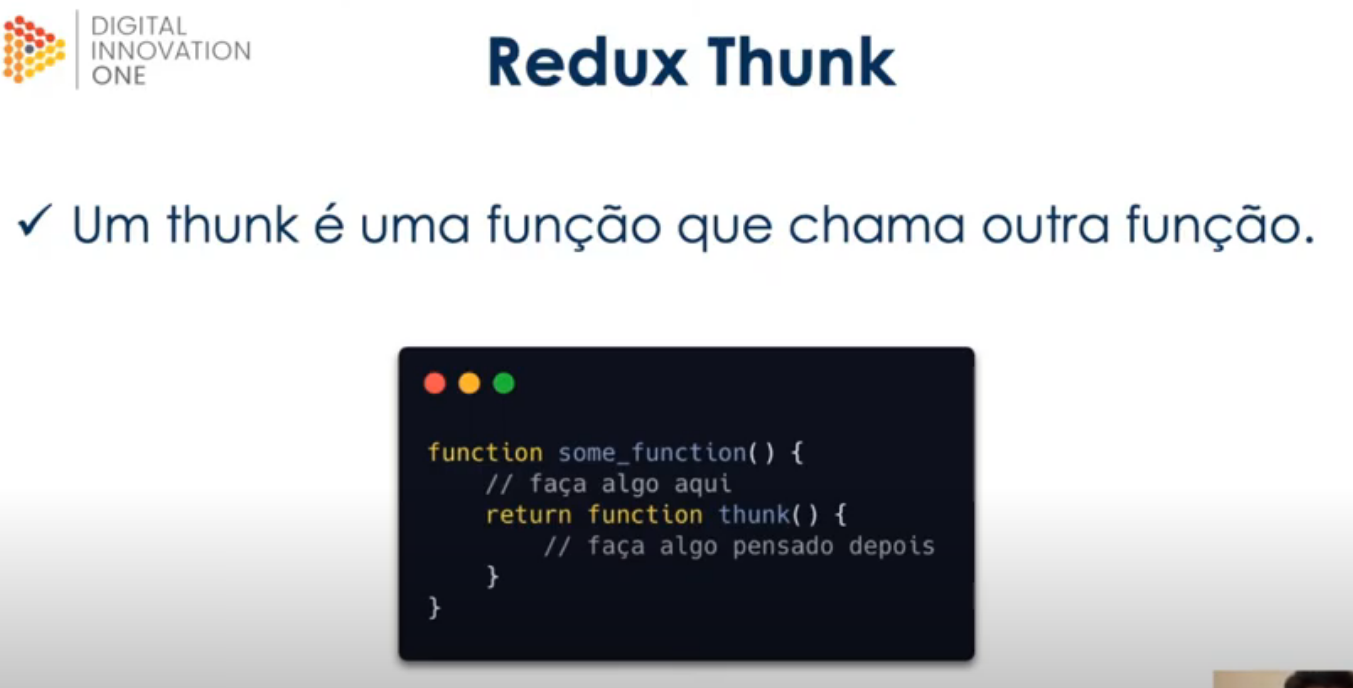 DIGITAL
INNOVATION
ONE
Redux Thunk
✓ Um thunk é uma função que chama outra função.
function some_function() {
    // faça algo aqui
    return function thunk() {
        // faça algo pensado depois
    }
}